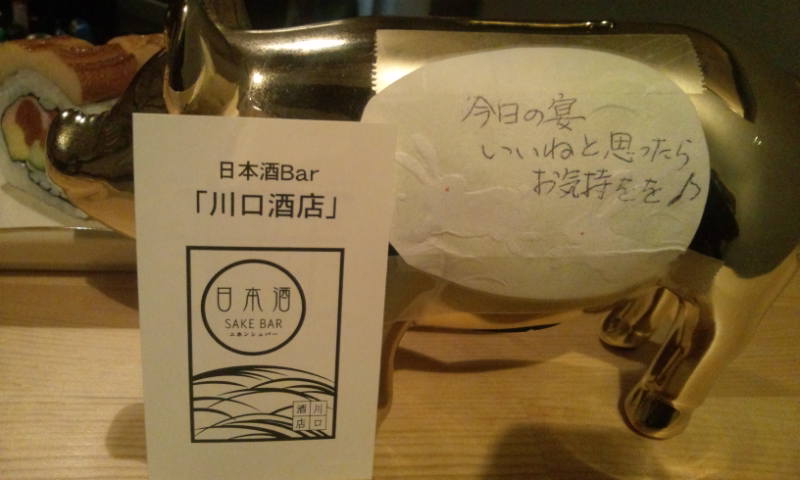 日本酒Bar
「川口酒店」
日本酒
SAKE BAR
ニホンシュバー
川口
酒店
今日の宴
いいねと思ったら
お気持ちを♪